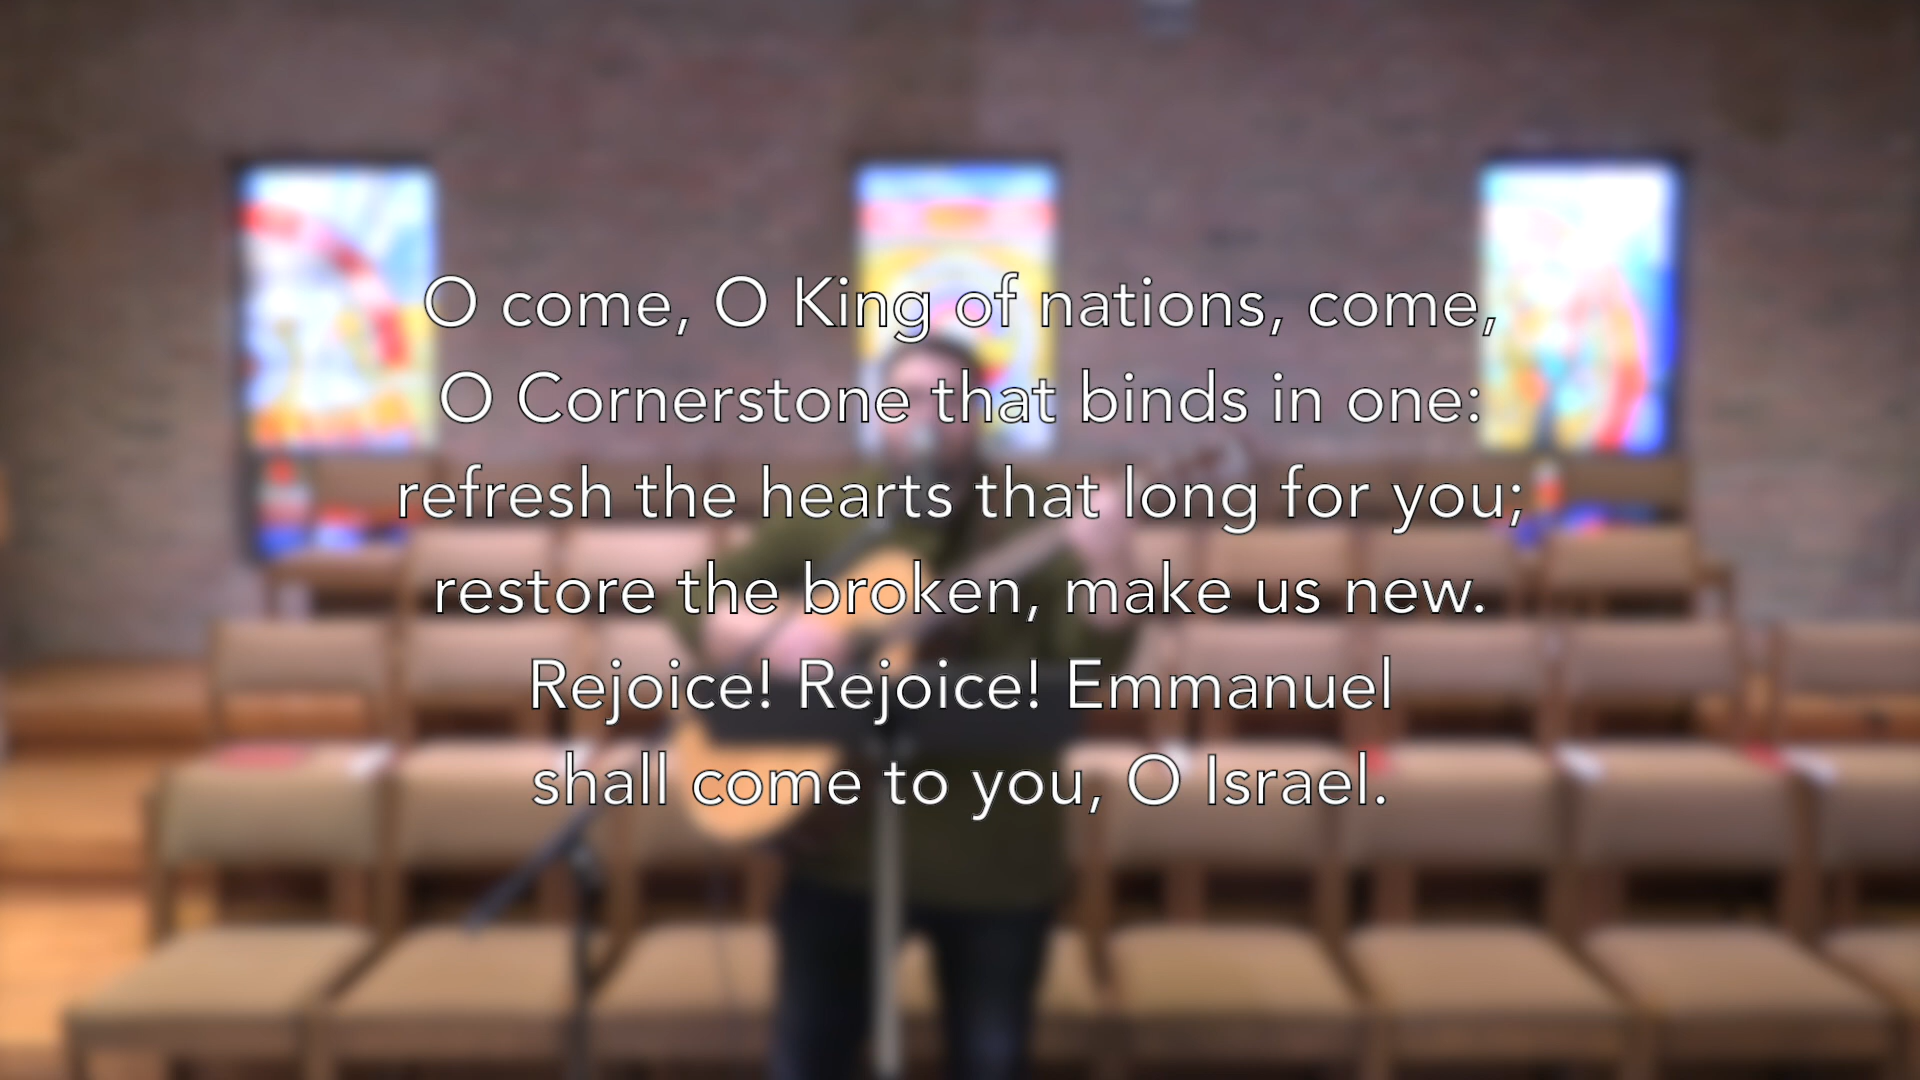 O come, O King of nations, come,
O Cornerstone that binds in one:
refresh the hearts that long for you;
restore the broken, make us new.
Rejoice! Rejoice! Emmanuel
shall come to you, O Israel.